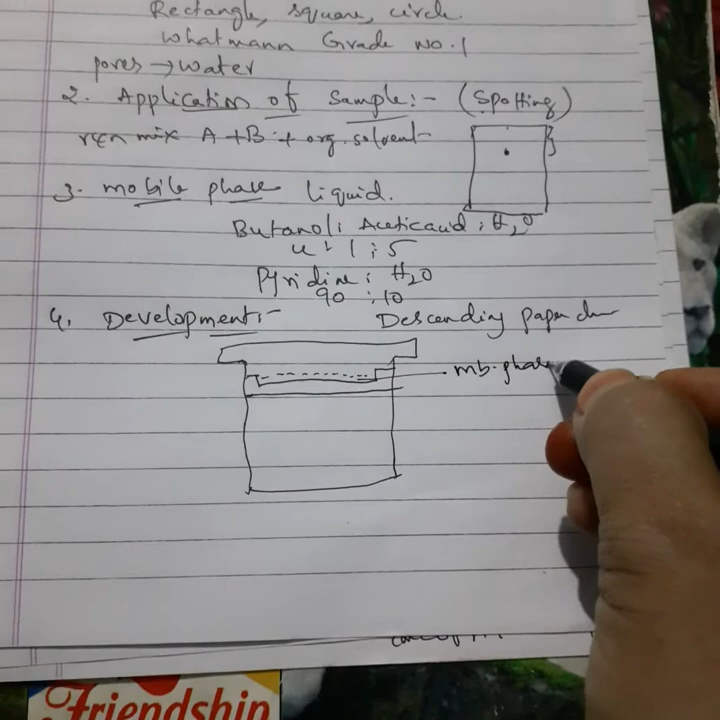 Rectangle, square, circle.
Whatmann Grade No. 1
pores → water
2. Application of Sample:- (Spotting)
rxn mix A+B + org. solvent
3. mobile phase liquid.
Butanol: Acetic acid: H2O
4 : 1 : 5
Pyridine: H2O
90 : 10
4. Development:- Descending paper
mb. phase
Friendship